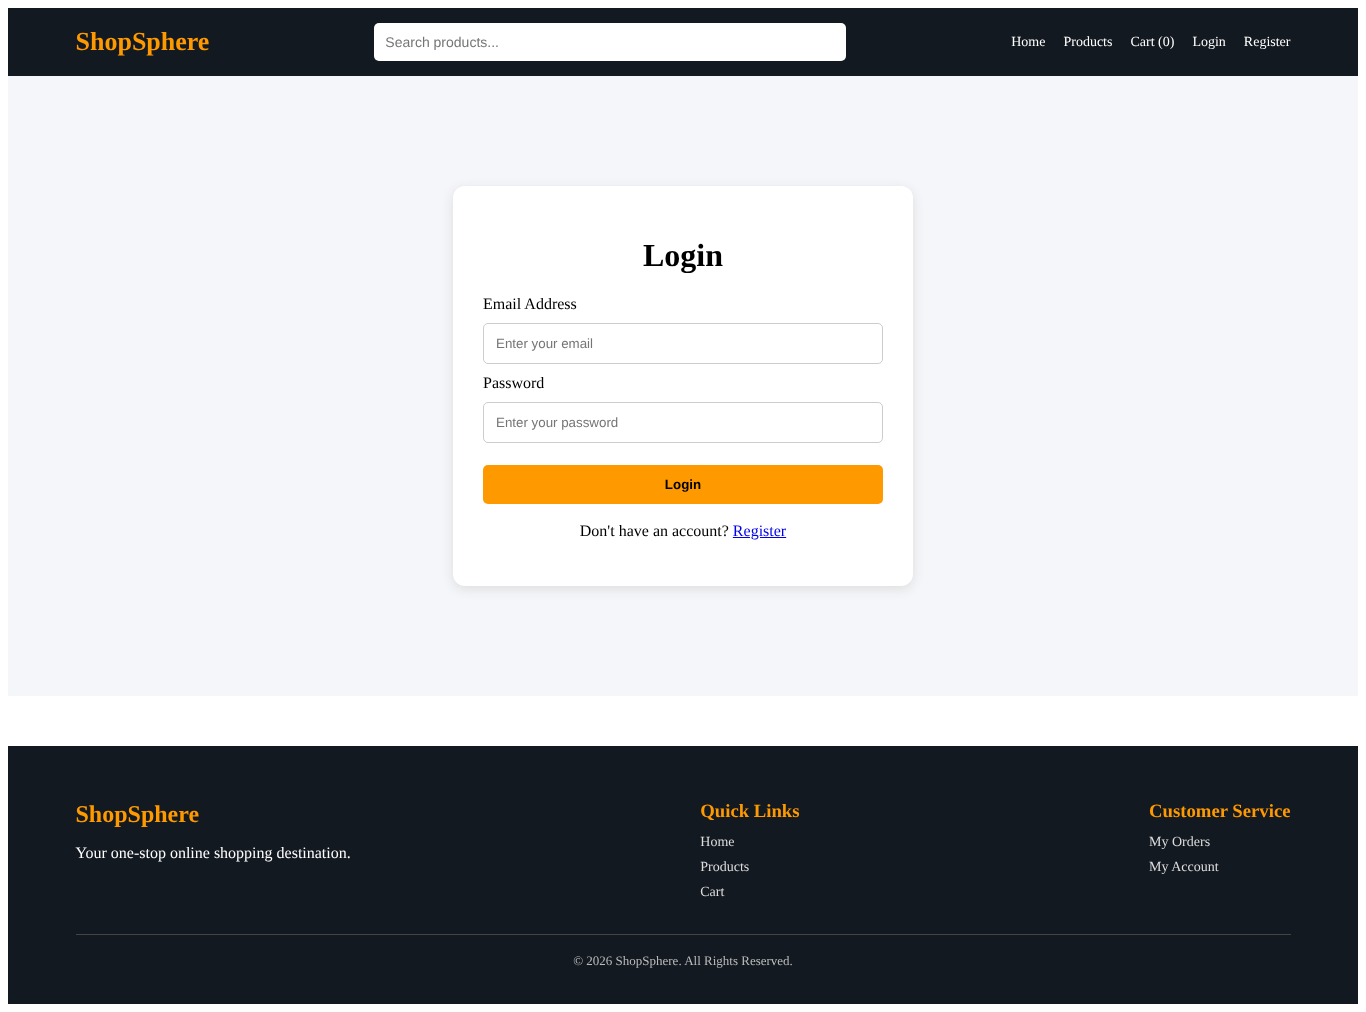 ShopSphere
Search products...
Home Products Cart (0) Login Register
Login
Email Address
Enter your email
Password
Enter your password
Login
Don't have an account? Register
ShopSphere
Your one-stop online shopping destination.
Quick Links
Home
Products
Cart
Customer Service
My Orders
My Account
© 2026 ShopSphere. All Rights Reserved.